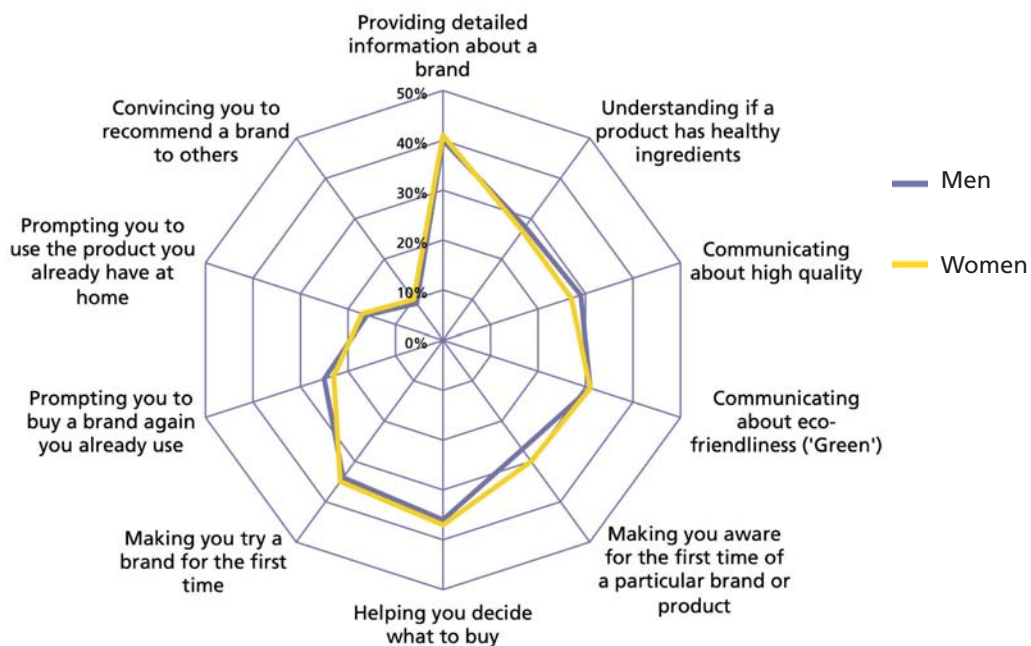 Providing detailed
information about a
brand
50%
40%
30%
20%
10%
0%
Understanding if a
product has healthy
ingredients
Communicating
about high quality
Communicating
about eco-
friendliness ('Green')
Making you aware
for the first time of
a particular brand or
product
Helping you decide
what to buy
Making you try a
brand for the first
time
Prompting you to
buy a brand again
you already use
Prompting you to
use the product you
already have at
home
Convincing you to
recommend a brand
to others
Men
Women